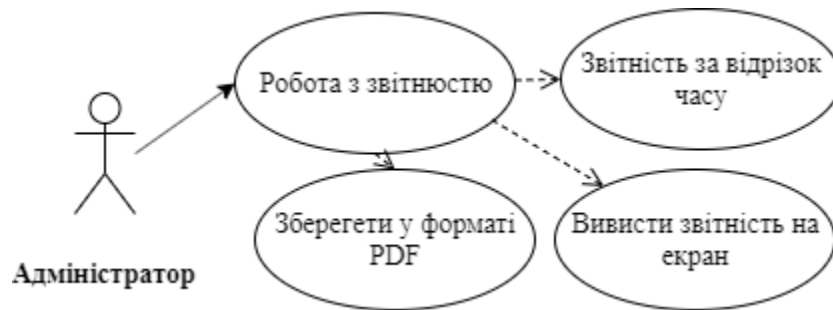 Робота з звітнюстю
Звітність за відрізок
часу
Зберегети у форматі
PDF
Вивисти звітність на
екран
Адміністратор